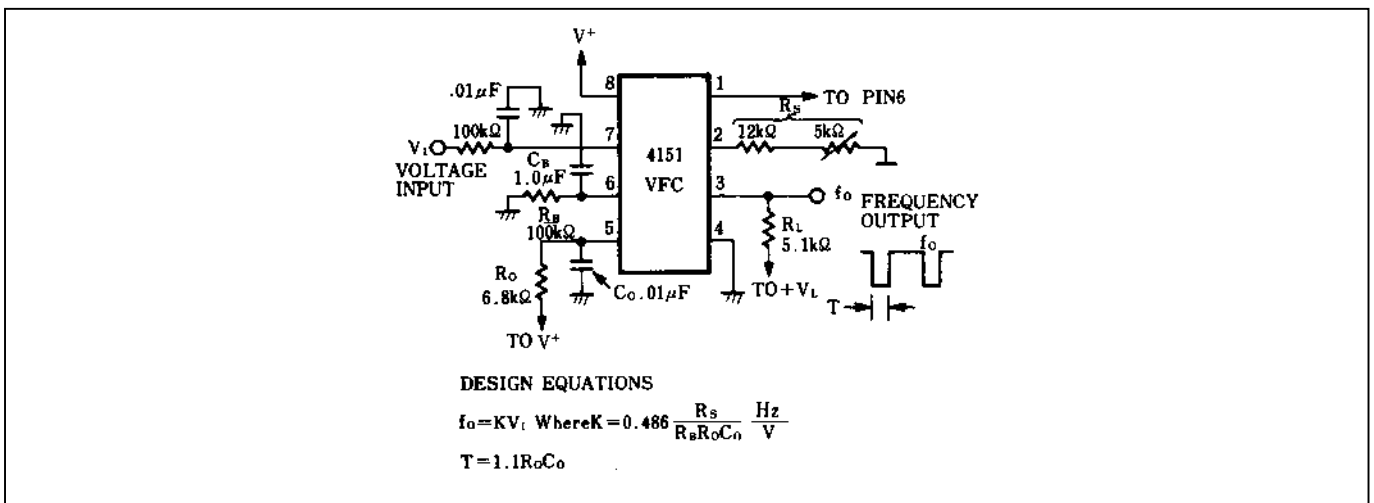 V+
8
1
.01μF
TO PIN6
RS
100kΩ
7
2
12kΩ
5kΩ
VI
4151
VOLTAGE
INPUT
CB
1.0μF
VFC
6
3
fo
FREQUENCY
OUTPUT
RB
100kΩ
5
4
RL
5.1kΩ
fo
RO
6.8kΩ
Co .01μF
TO+VL
T
TO V+
DESIGN EQUATIONS
fo=KVI WhereK=0.486 RS/RBROCO Hz/V
T=1.1ROCO